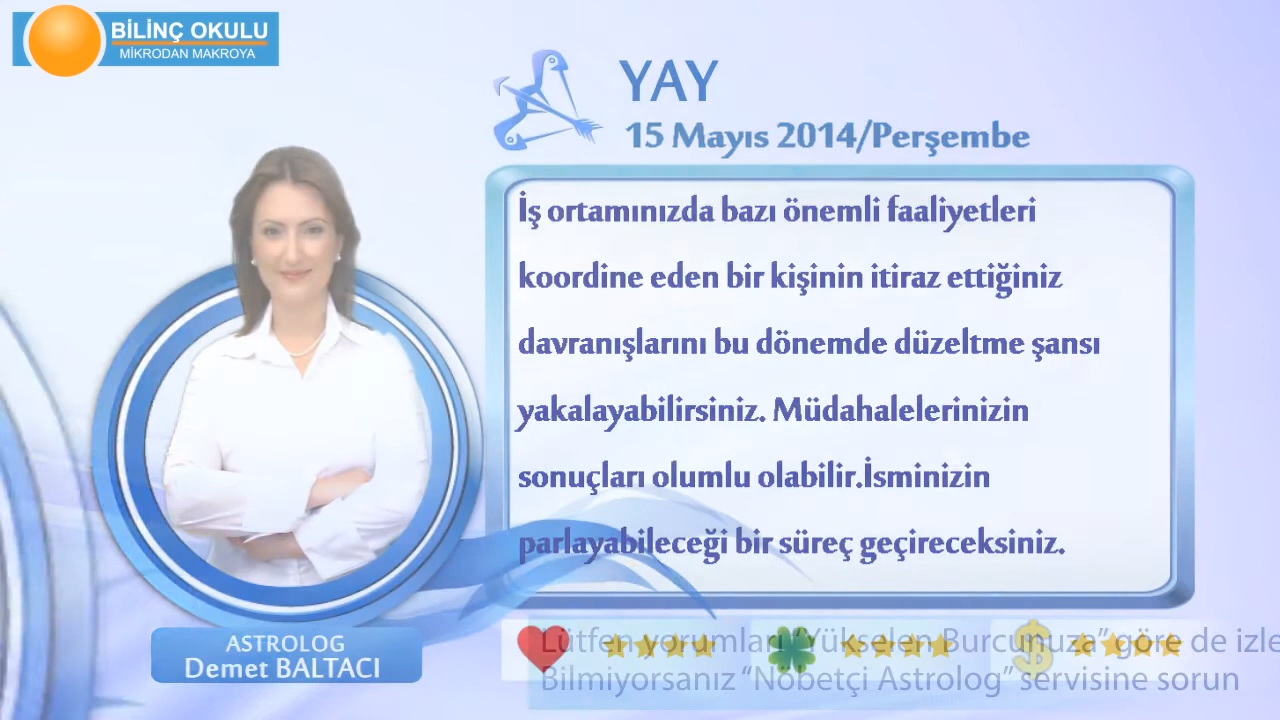 BİLİNÇ OKULU
MİKRODAN MAKROYA
YAY
15 Mayıs 2014/Perşembe
İş ortamınızda bazı önemli faaliyetleri
koordine eden bir kişinin itiraz ettiğiniz
davranışlarını bu dönemde düzeltme şansı
yakalayabilirsiniz. Müdahalelerinizin
sonuçları olumlu olabilir.İsminizin
parlayabileceği bir süreç geçireceksiniz.
ASTROLOG
Demet BALTACI
Lütfen yorumları "Yükselen Burcunuza" göre de izle
Bilmiyorsanız "Nöbetçi Astrolog" servisine sorun